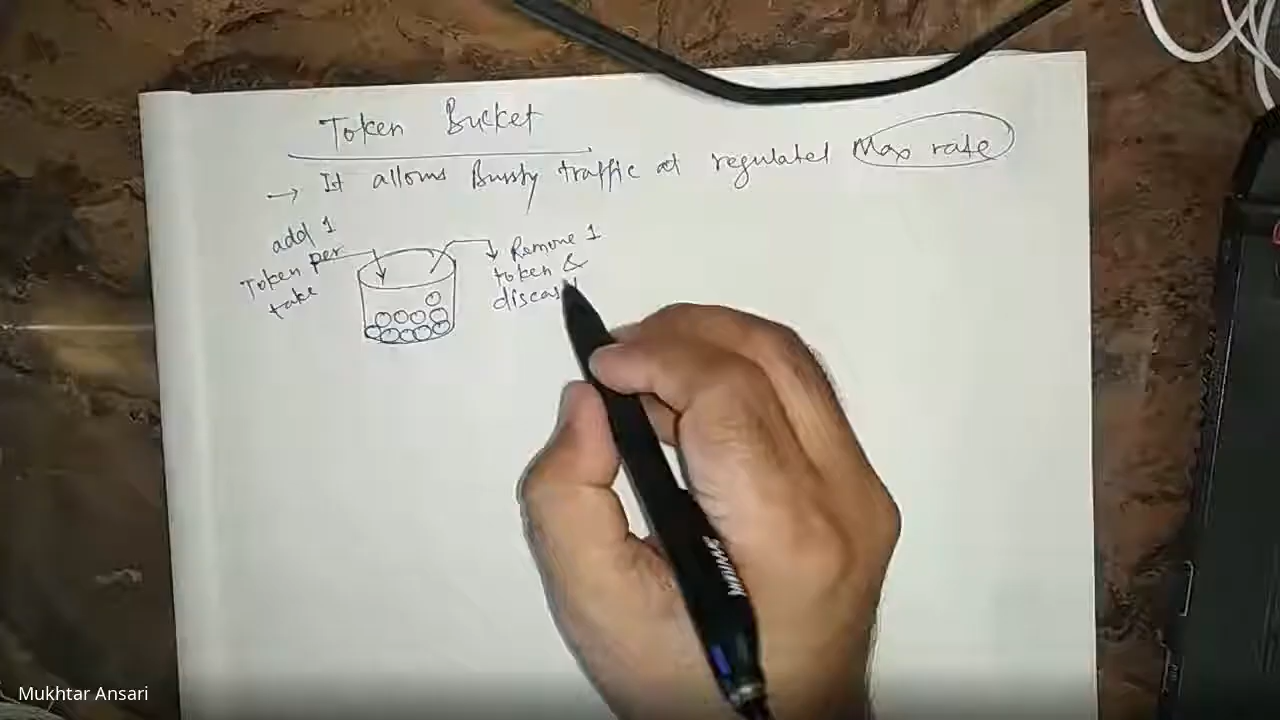 Token Bucket
→ It allows Bursty traffic at regulated Max rate
add 1
Token per
take
Remove 1
token &
discard
Mukhtar Ansari